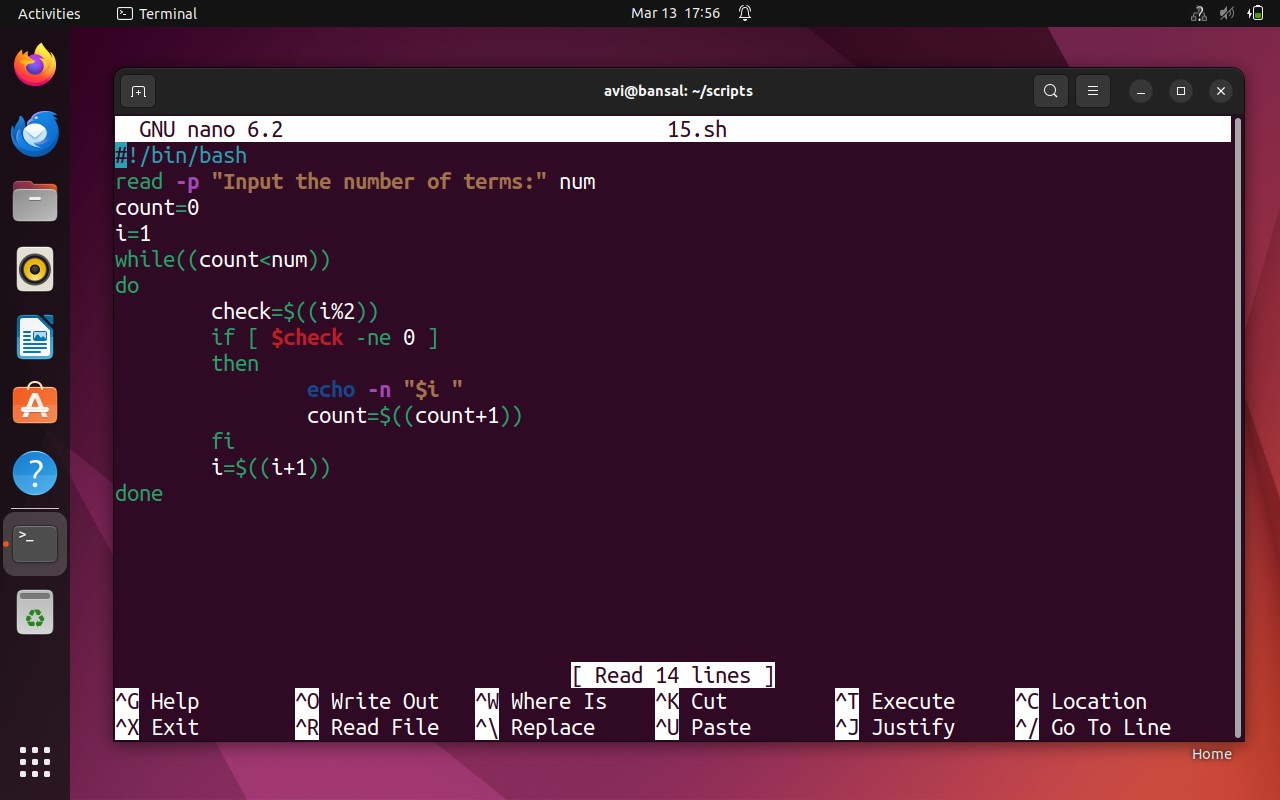 Activities Terminal Mar 13 17:56
avi@bansal: ~/scripts
GNU nano 6.2 15.sh
#!/bin/bash
read -p "Input the number of terms:" num
count=0
i=1
while((count<num))
do
        check=$((i%2))
        if [ $check -ne 0 ]
        then
                echo -n "$i "
                count=$((count+1))
        fi
        i=$((i+1))
done
[ Read 14 lines ]
^G Help ^O Write Out ^W Where Is ^K Cut ^T Execute ^C Location
^X Exit ^R Read File ^\ Replace ^U Paste ^J Justify ^/ Go To Line
Home